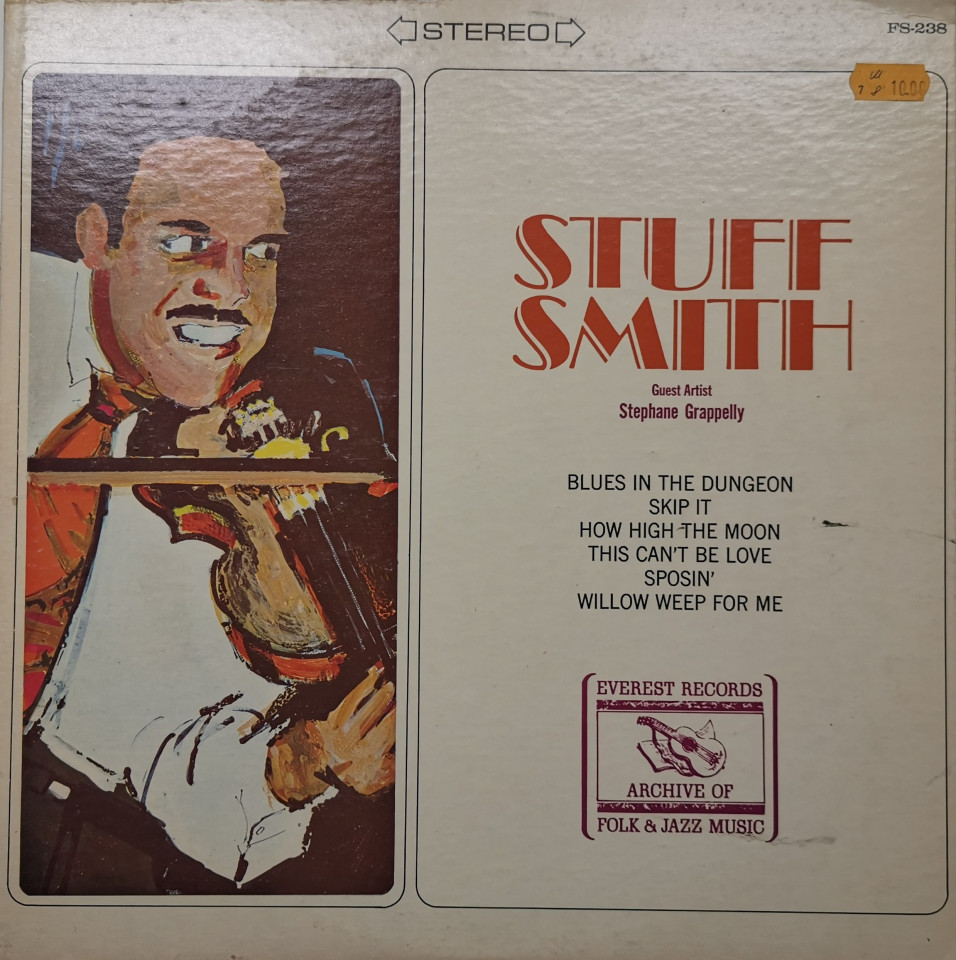 STEREO
FS-238
10.00
STUFF
SMITH
Guest Artist
Stephane Grappelly
BLUES IN THE DUNGEON
SKIP IT
HOW HIGH THE MOON
THIS CAN'T BE LOVE
SPOSIN'
WILLOW WEEP FOR ME
EVEREST RECORDS
ARCHIVE OF
FOLK & JAZZ MUSIC